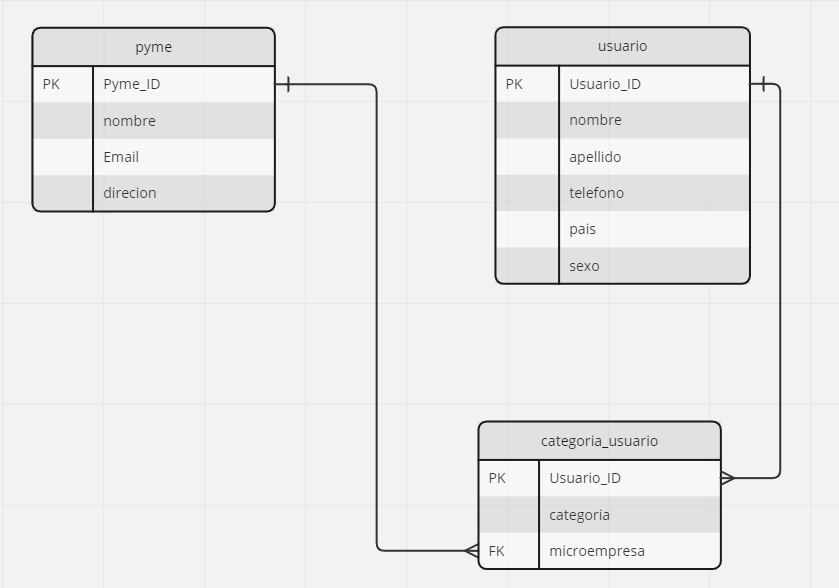 pyme
PK Pyme_ID
nombre
Email
direcion
usuario
PK Usuario_ID
nombre
apellido
telefono
pais
sexo
categoria_usuario
PK Usuario_ID
categoria
FK microempresa